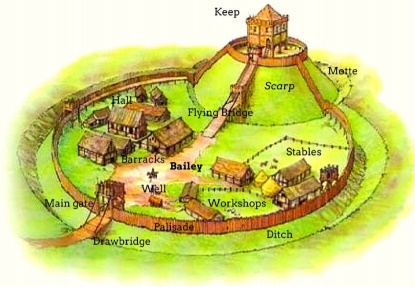 Keep
Motte
Scarp
Hall
Flying Bridge
Barracks
Bailey
Stables
Well
Main gate
Workshops
Palisade
Ditch
Drawbridge